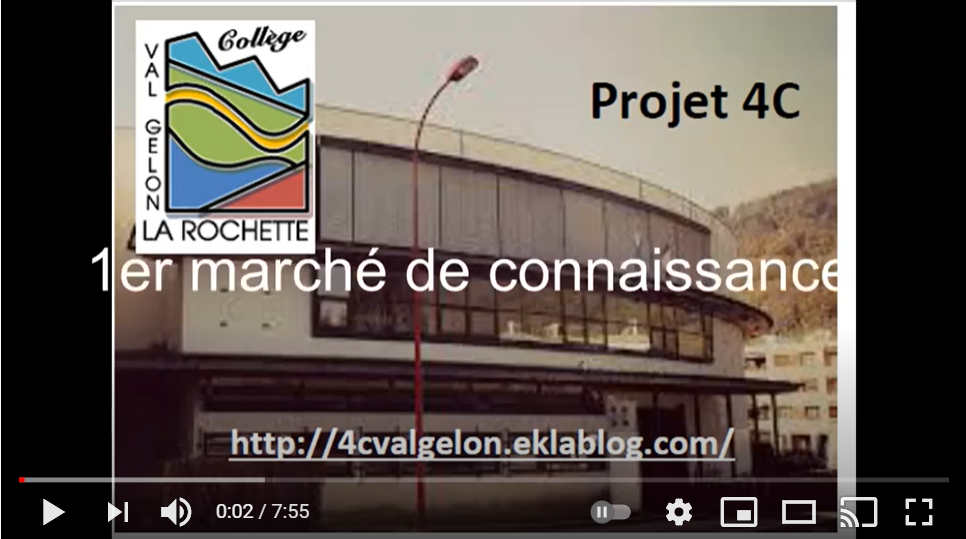 Collège
VAL GELON
LA ROCHETTE
Projet 4C
1er marché de connaissance
http://4cvalgelon.eklablog.com/
0:02 / 7:55